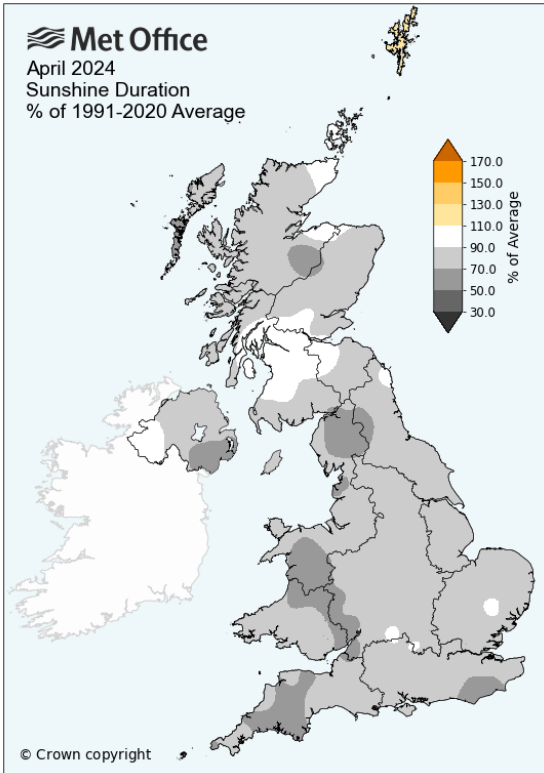 Met Office
April 2024
Sunshine Duration
% of 1991-2020 Average
170.0
150.0
130.0
110.0
90.0
70.0
50.0
30.0
% of Average
© Crown copyright